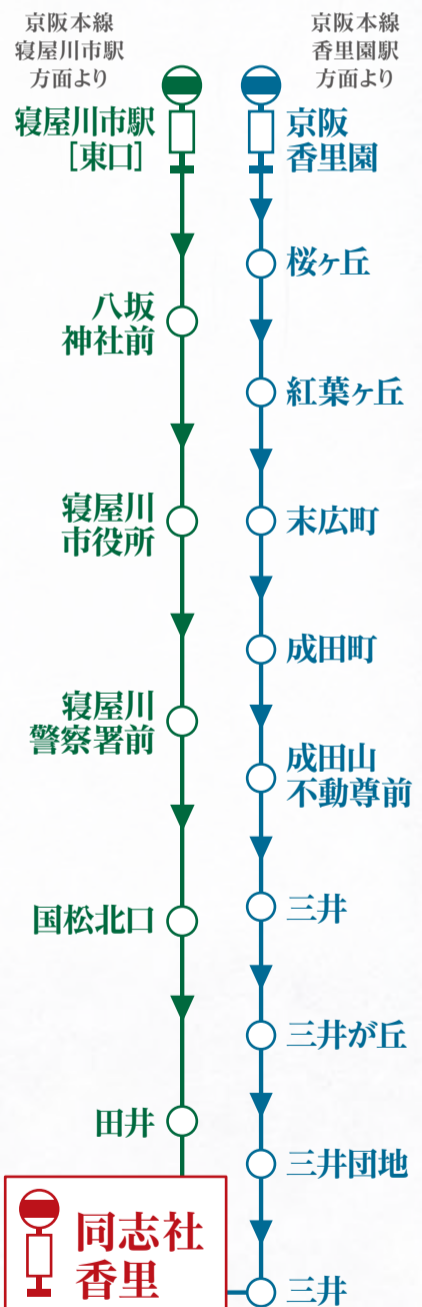 京阪本線
寝屋川市駅
方面より
寝屋川市駅
[東口]
八坂
神社前
寝屋川
市役所
寝屋川
警察署前
国松北口
田井
京阪本線
香里園駅
方面より
京阪
香里園
桜ヶ丘
紅葉ヶ丘
末広町
成田町
成田山
不動尊前
三井
三井が丘
三井団地
三井
同志社
香里